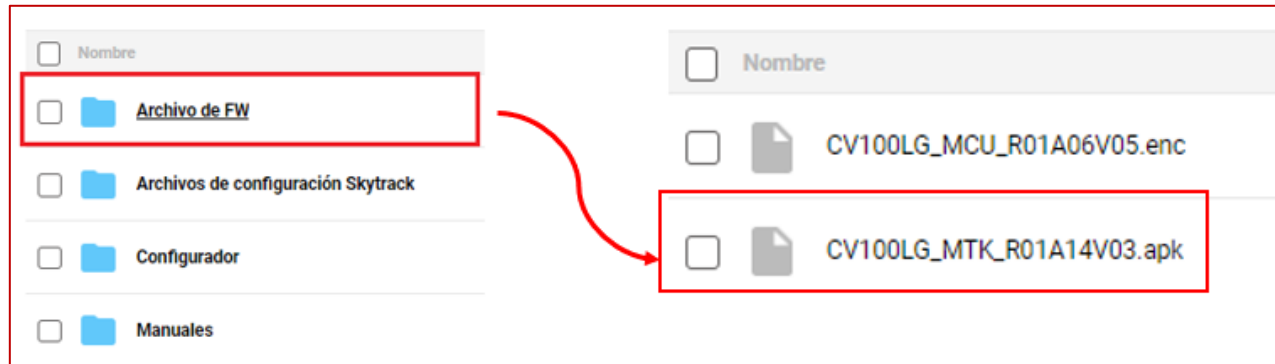 Nombre
Archivo de FW
Archivos de configuración Skytrack
Configurador
Manuales
Nombre
CV100LG_MCU_R01A06V05.enc
CV100LG_MTK_R01A14V03.apk